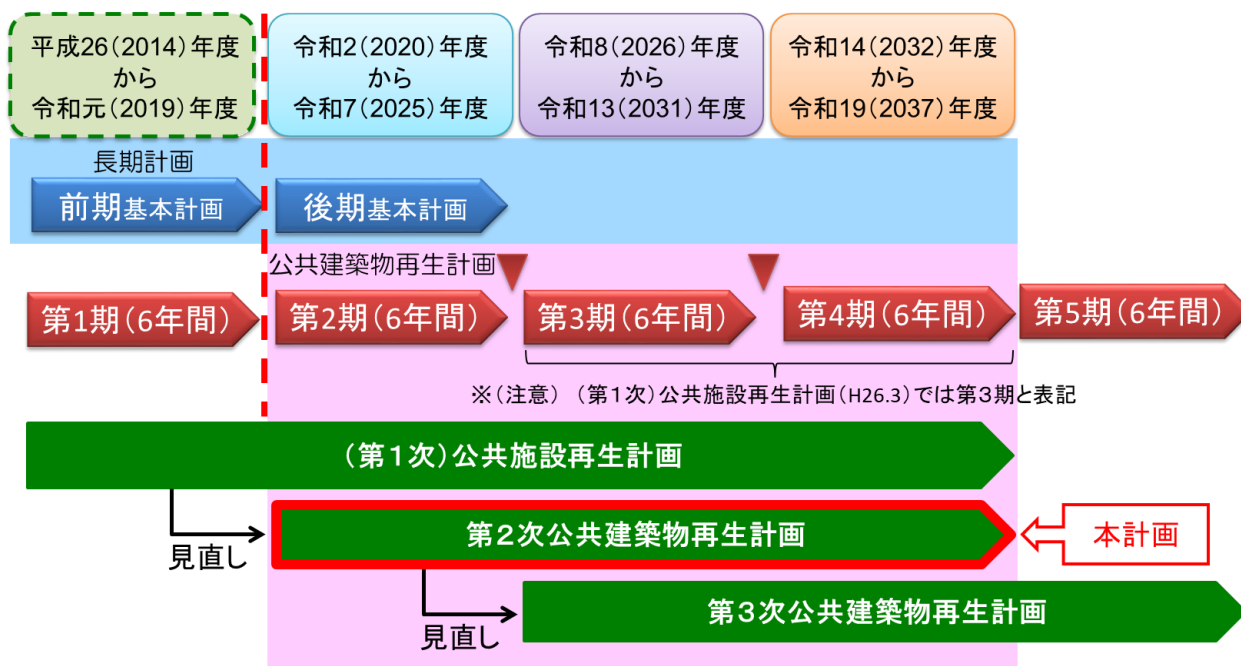 平成26(2014)年度
から
令和元(2019)年度
令和2(2020)年度
から
令和7(2025)年度
令和8(2026)年度
から
令和13(2031)年度
令和14(2032)年度
から
令和19(2037)年度
長期計画
前期基本計画
後期基本計画
公共建築物再生計画
第1期(6年間)
第2期(6年間)
第3期(6年間)
第4期(6年間)
第5期(6年間)
※(注意) (第1次)公共施設再生計画(H26.3)では第3期と表記
(第1次)公共施設再生計画
見直し
第2次公共建築物再生計画
本計画
見直し
第3次公共建築物再生計画